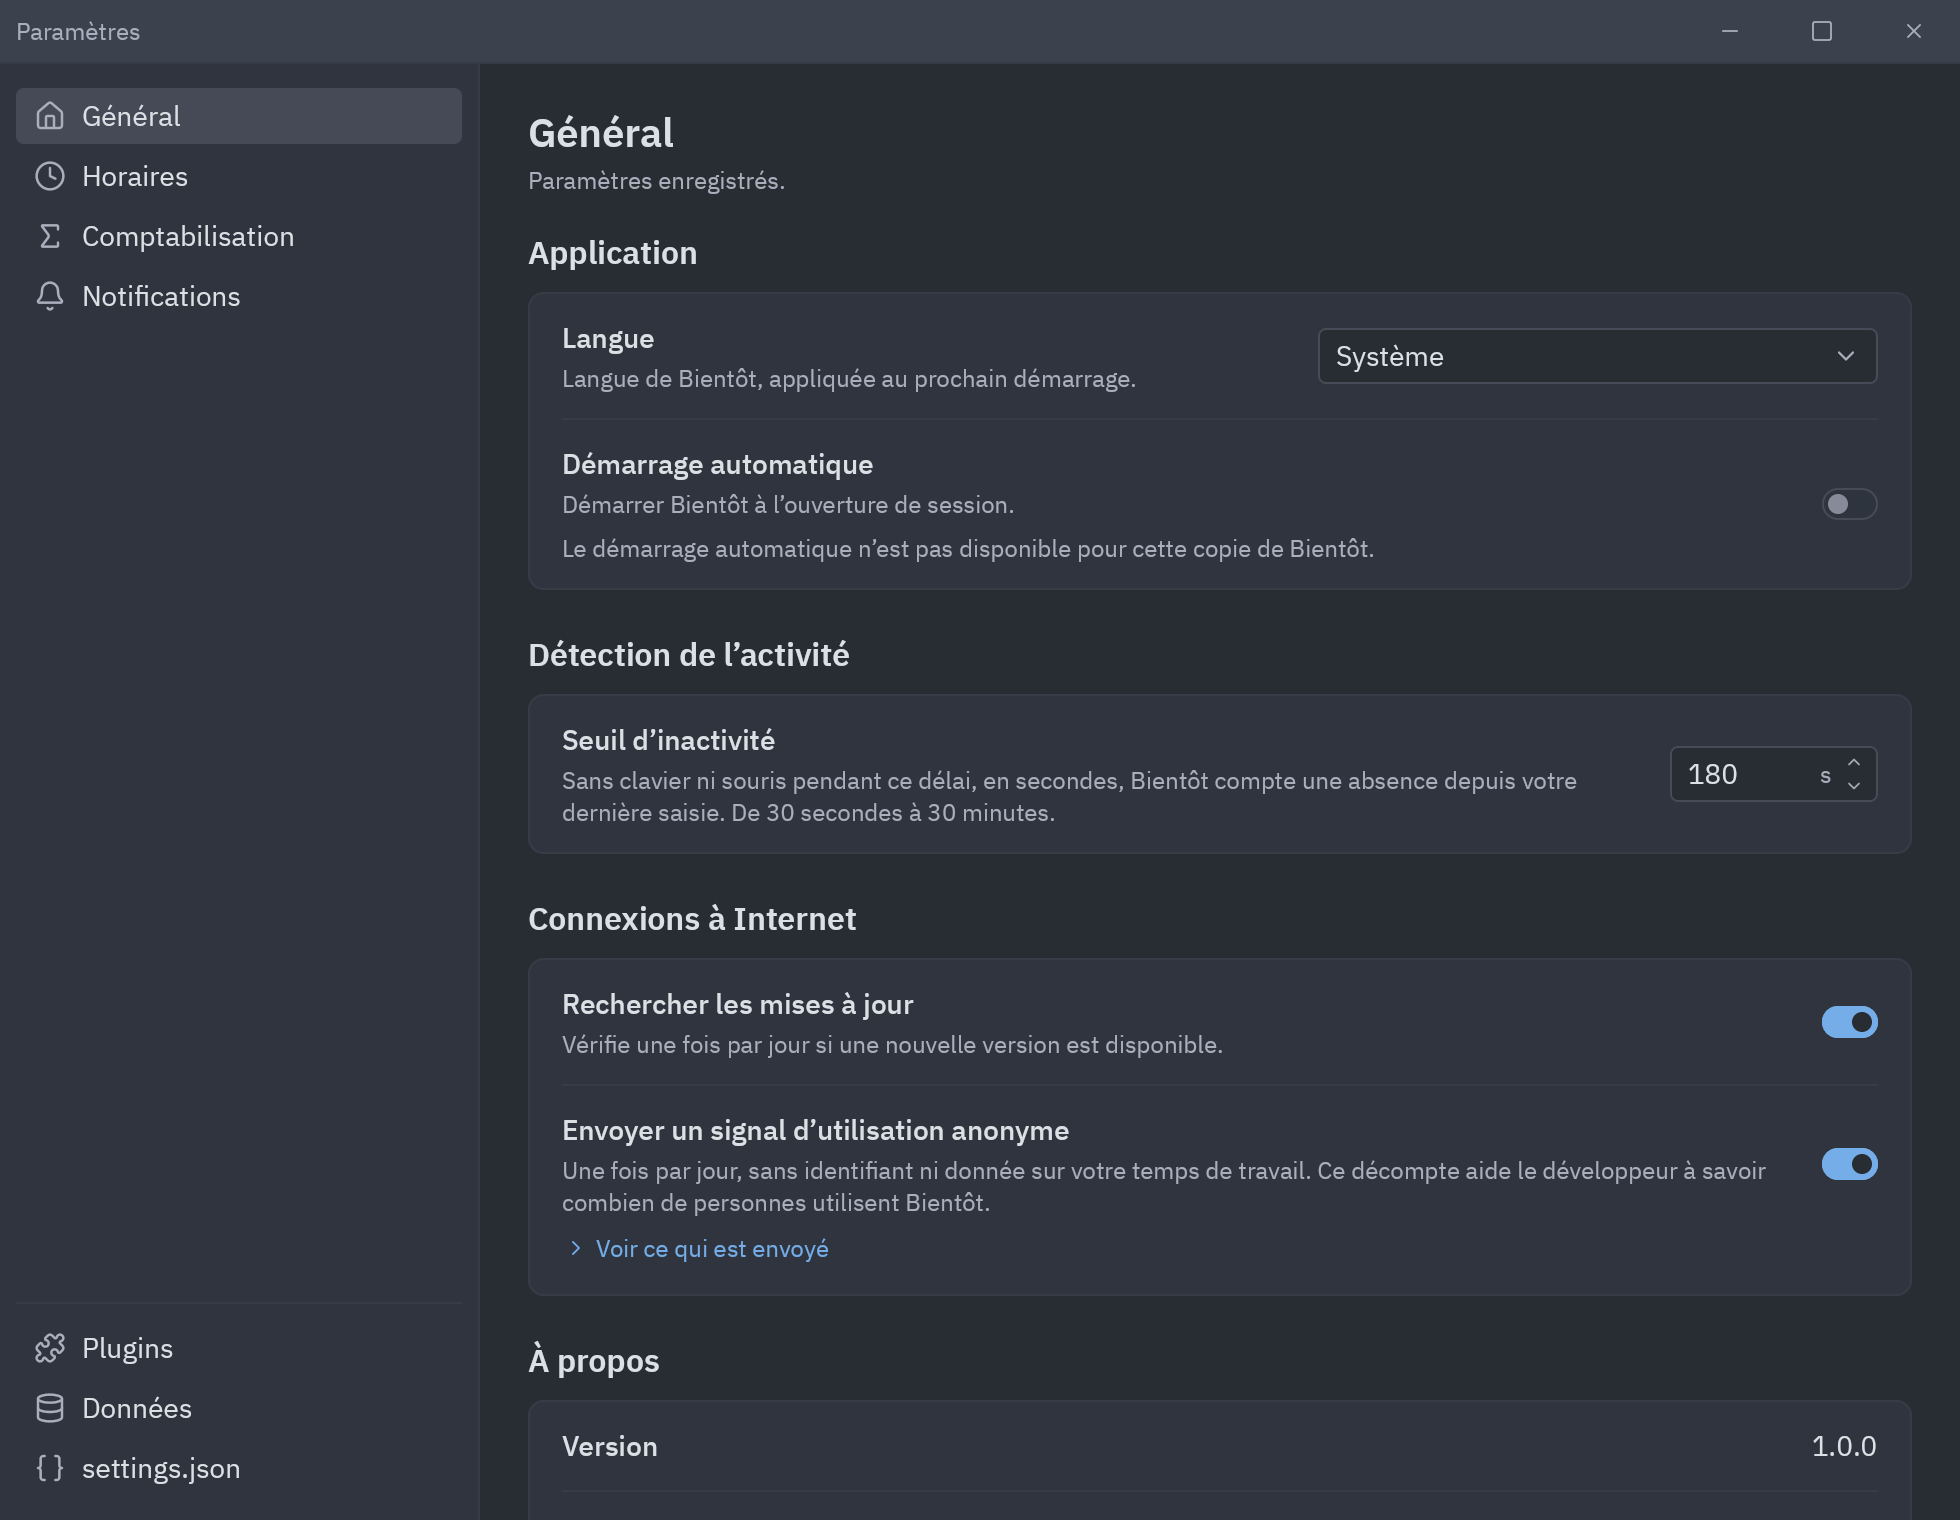 Paramètres
Général
Horaires
Comptabilisation
Notifications
Plugins
Données
settings.json
Général
Paramètres enregistrés.
Application
Langue
Langue de Bientôt, appliquée au prochain démarrage.
Système
Démarrage automatique
Démarrer Bientôt à l’ouverture de session.
Le démarrage automatique n’est pas disponible pour cette copie de Bientôt.
Détection de l’activité
Seuil d’inactivité
Sans clavier ni souris pendant ce délai, en secondes, Bientôt compte une absence depuis votre
dernière saisie. De 30 secondes à 30 minutes.
180 s
Connexions à Internet
Rechercher les mises à jour
Vérifie une fois par jour si une nouvelle version est disponible.
Envoyer un signal d’utilisation anonyme
Une fois par jour, sans identifiant ni donnée sur votre temps de travail. Ce décompte aide le développeur à savoir
combien de personnes utilisent Bientôt.
Voir ce qui est envoyé
À propos
Version 1.0.0